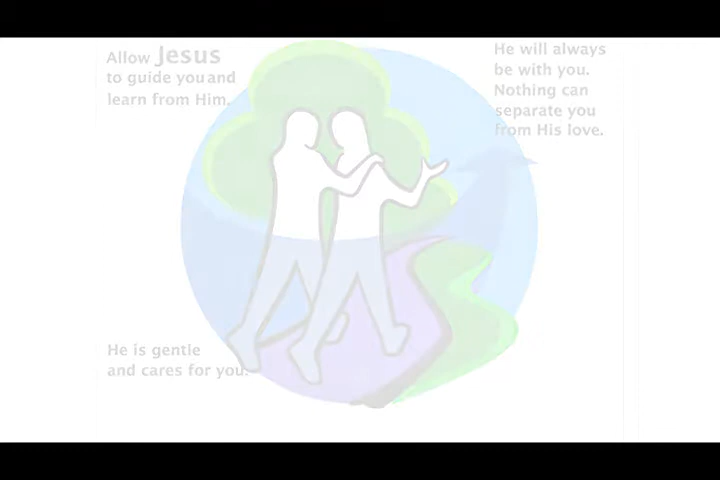 Allow Jesus
to guide you and
learn from Him.
He will always
be with you.
Nothing can
separate you
from His love.
He is gentle
and cares for you.